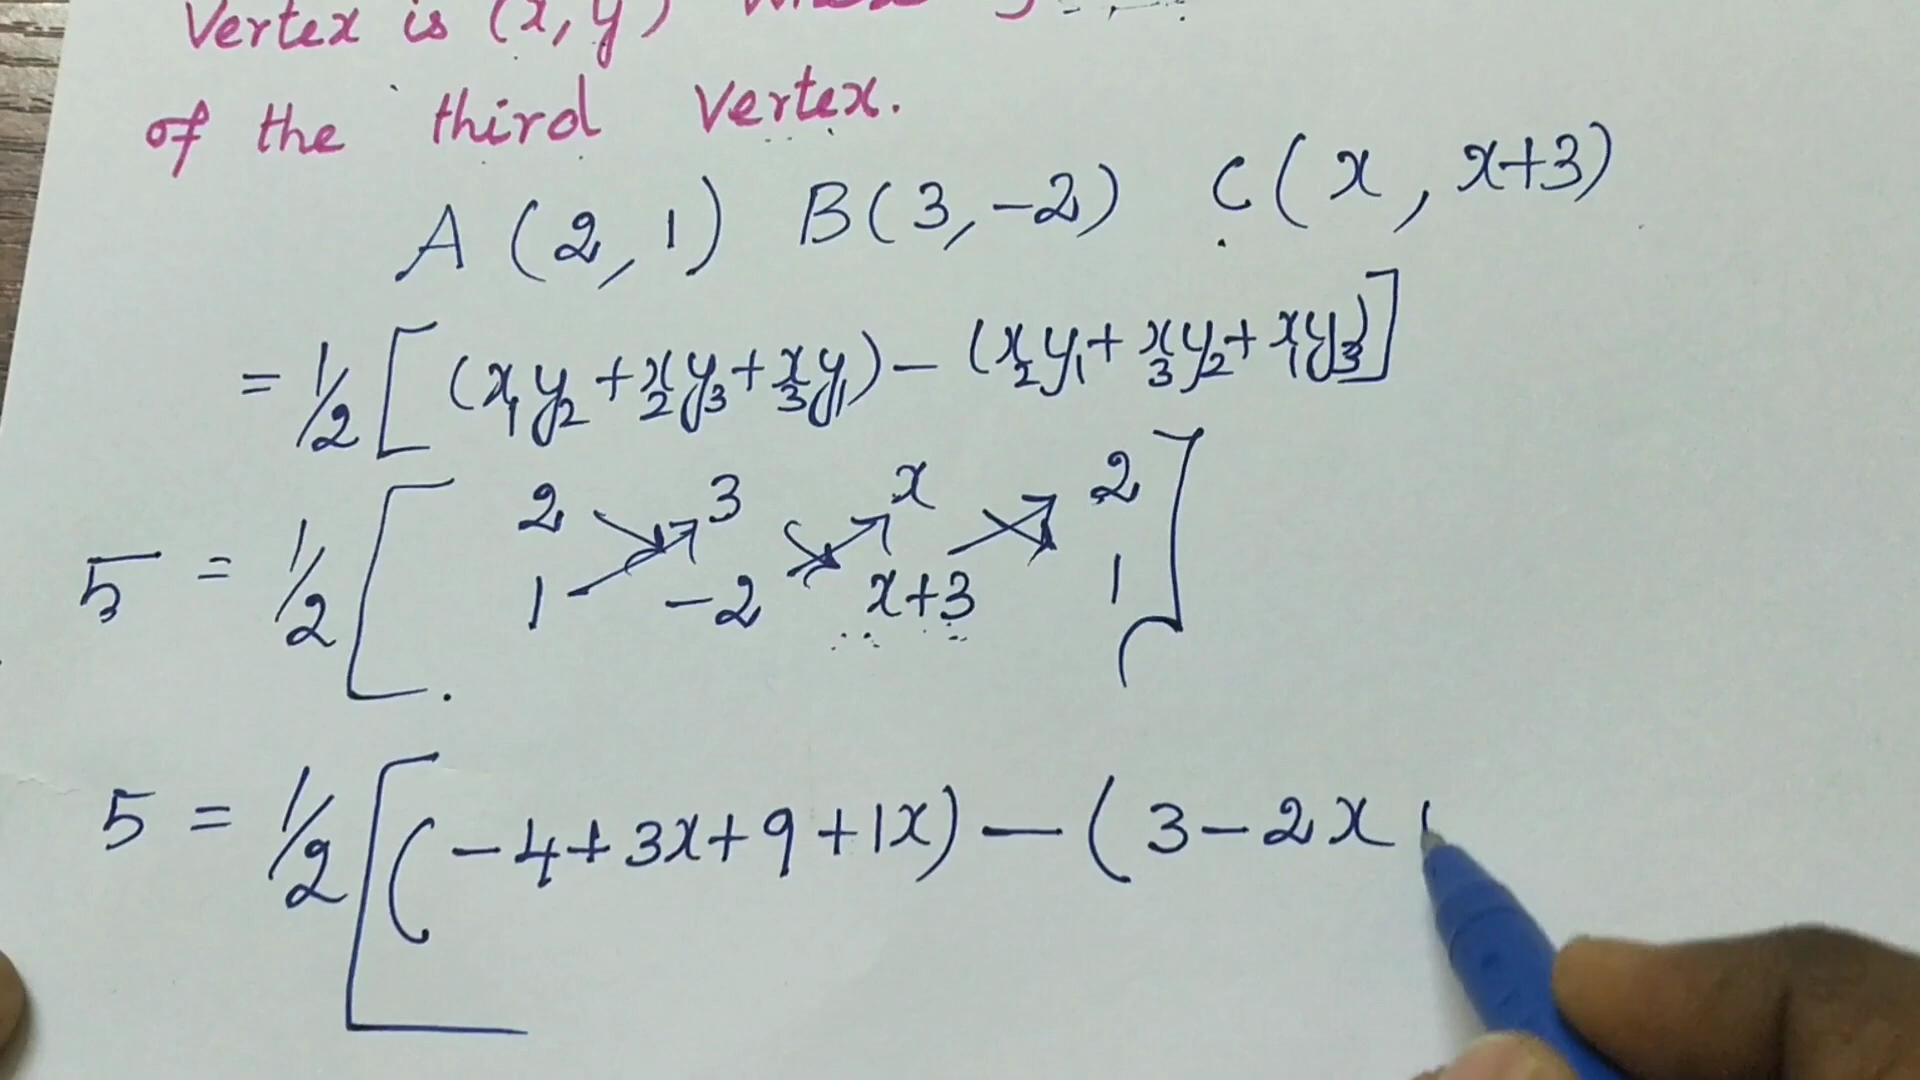 Vertex is (x, y)
of the third Vertex.
A (2, 1) B (3, -2) C (x, x+3)
= 1/2 [(x₁y₂ + x₂y₃ + x₃y₁) - (x₂y₁ + x₃y₂ + x₁y₃)]
2 3 x 2
5 = 1/2 [ ]
1 -2 x+3 1
5 = 1/2 [(-4 + 3x + 9 + 1x) - (3 - 2x